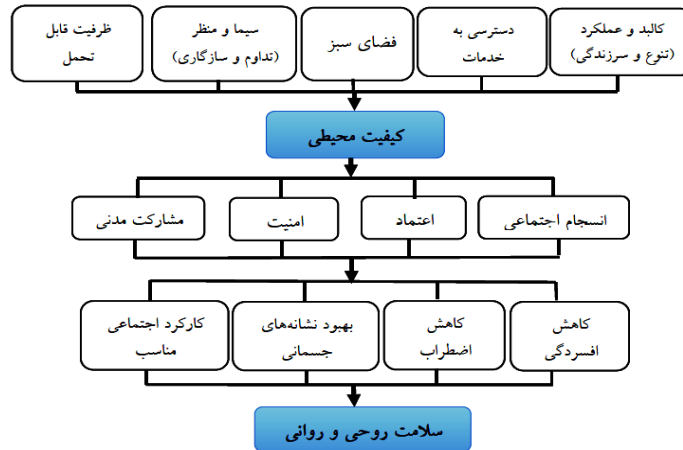 کالبد و عملکرد
(تنوع و سرزندگی)
دسترسی به
خدمات
فضای سبز
سیما و منظر
(تداوم و سازگاری)
ظرفیت قابل
تحمل
کیفیت محیطی
انسجام اجتماعی
اعتماد
امنیت
مشارکت مدنی
کاهش
افسردگی
کاهش
اضطراب
بهبود نشانه‌های
جسمانی
کارکرد اجتماعی
مناسب
سلامت روحی و روانی